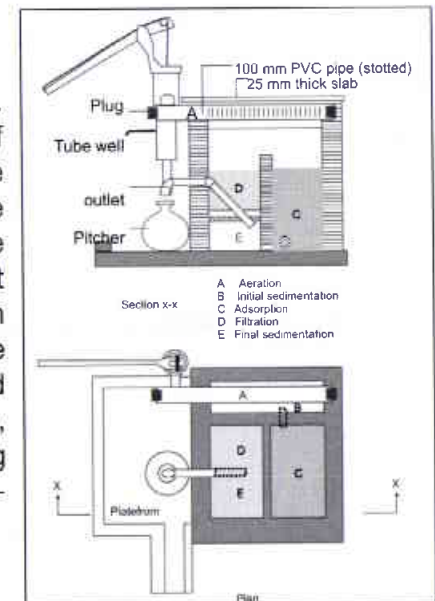 100 mm PVC pipe (stotted)
25 mm thick slab
Plug
A
Tube well
outlet
D
C
Pitcher
E
Section x-x
A Aeration
B Initial sedimentation
C Adsorption
D Filtration
E Final sedimentation
A
B
D
C
E
X
X
Platefrom
Plan